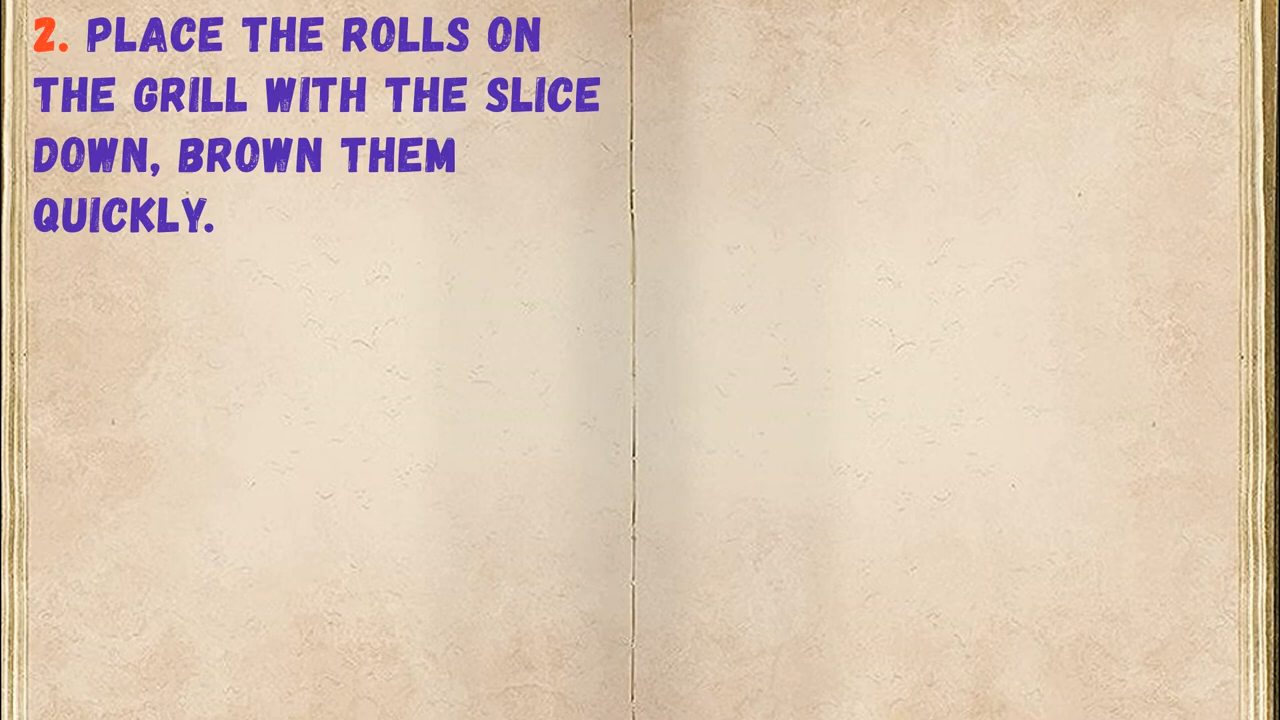 2. PLACE THE ROLLS ON
THE GRILL WITH THE SLICE
DOWN, BROWN THEM
QUICKLY.